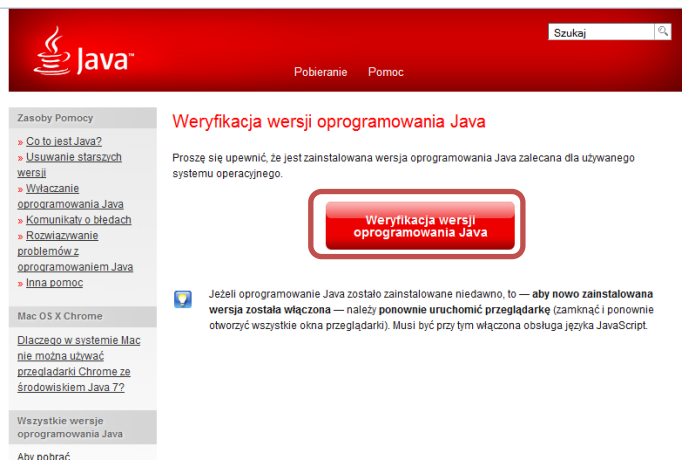 Szukaj
Java™
Pobieranie Pomoc
Zasoby Pomocy
» Co to jest Java?
» Usuwanie starszych
wersji
» Wyłączanie
oprogramowania Java
» Komunikaty o błędach
» Rozwiązywanie
problemów z
oprogramowaniem Java
» Inna pomoc
Mac OS X Chrome
Dlaczego w systemie Mac
nie można używać
przeglądarki Chrome ze
środowiskiem Java 7?
Wszystkie wersje
oprogramowania Java
Aby pobrać
Weryfikacja wersji oprogramowania Java
Proszę się upewnić, że jest zainstalowana wersja oprogramowania Java zalecana dla używanego
systemu operacyjnego.
Weryfikacja wersji
oprogramowania Java
Jeżeli oprogramowanie Java zostało zainstalowane niedawno, to — aby nowo zainstalowana
wersja została włączona — należy ponownie uruchomić przeglądarkę (zamknąć i ponownie
otworzyć wszystkie okna przeglądarki). Musi być przy tym włączona obsługa języka JavaScript.